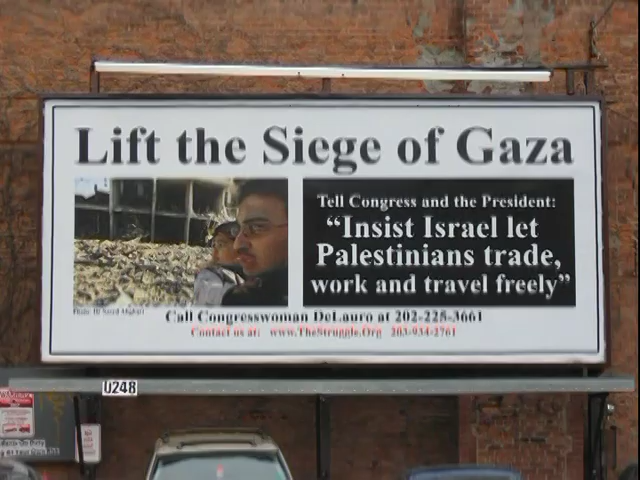 Lift the Siege of Gaza
Tell Congress and the President:
“Insist Israel let
Palestinians trade,
work and travel freely”
Call Congresswoman DeLauro at 202-225-3661
Contact us at: www.TheStruggle.Org 203-934-2761
U248